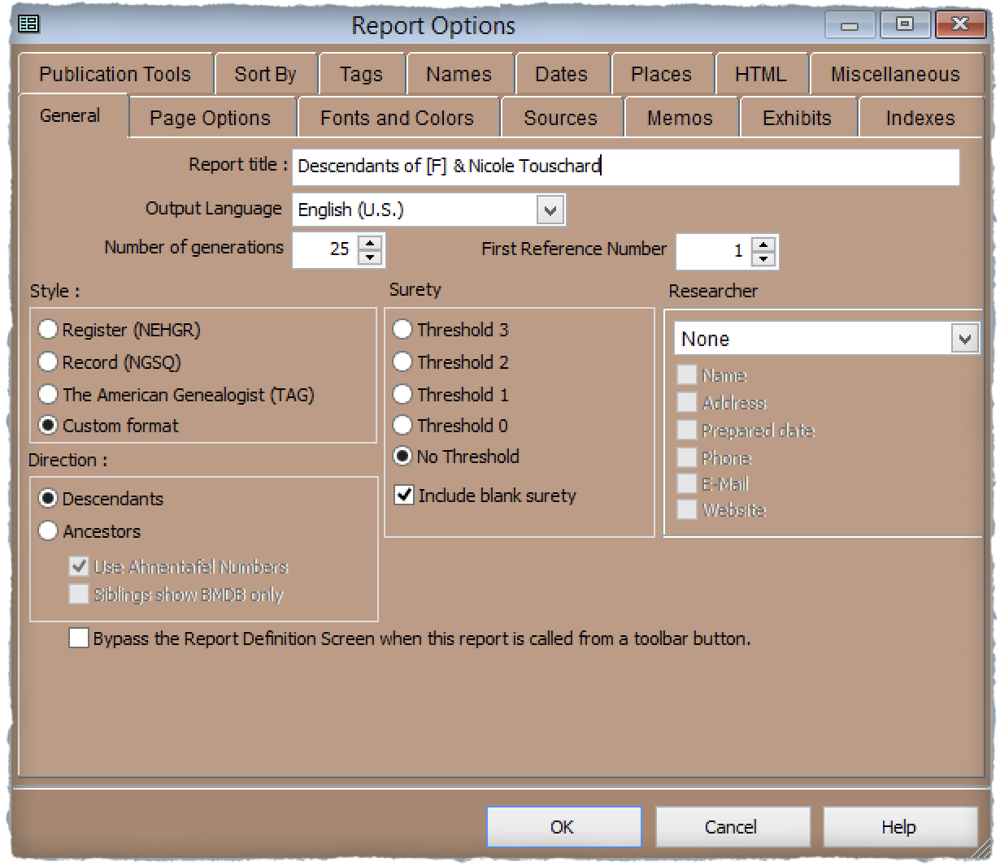 Report Options
Publication Tools Sort By Tags Names Dates Places HTML Miscellaneous
General Page Options Fonts and Colors Sources Memos Exhibits Indexes
Report title : Descendants of [F] & Nicole Touschard
Output Language English (U.S.)
Number of generations 25 First Reference Number 1
Style :
Register (NEHGR)
Record (NGSQ)
The American Genealogist (TAG)
Custom format
Surety
Threshold 3
Threshold 2
Threshold 1
Threshold 0
No Threshold
Include blank surety
Researcher
None
Name
Address
Prepared date
Phone
E-Mail
Website
Direction :
Descendants
Ancestors
Use Ahnentafel Numbers
Siblings show BMDB only
Bypass the Report Definition Screen when this report is called from a toolbar button.
OK Cancel Help